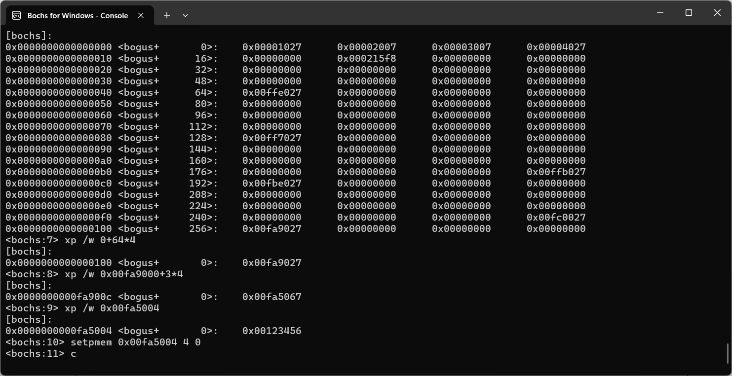 Bochs for Windows - Console
[bochs]:
0x0000000000000000 <bogus+       0>:    0x00001027      0x00002007      0x00003007      0x00004027
0x0000000000000010 <bogus+      16>:    0x00000000      0x000215f8      0x00000000      0x00000000
0x0000000000000020 <bogus+      32>:    0x00000000      0x00000000      0x00000000      0x00000000
0x0000000000000030 <bogus+      48>:    0x00000000      0x00000000      0x00000000      0x00000000
0x0000000000000040 <bogus+      64>:    0x00ffe027      0x00000000      0x00000000      0x00000000
0x0000000000000050 <bogus+      80>:    0x00000000      0x00000000      0x00000000      0x00000000
0x0000000000000060 <bogus+      96>:    0x00000000      0x00000000      0x00000000      0x00000000
0x0000000000000070 <bogus+     112>:    0x00000000      0x00000000      0x00000000      0x00000000
0x0000000000000080 <bogus+     128>:    0x00ff7027      0x00000000      0x00000000      0x00000000
0x0000000000000090 <bogus+     144>:    0x00000000      0x00000000      0x00000000      0x00000000
0x00000000000000a0 <bogus+     160>:    0x00000000      0x00000000      0x00000000      0x00000000
0x00000000000000b0 <bogus+     176>:    0x00000000      0x00000000      0x00000000      0x00ffb027
0x00000000000000c0 <bogus+     192>:    0x00fbe027      0x00000000      0x00000000      0x00000000
0x00000000000000d0 <bogus+     208>:    0x00000000      0x00000000      0x00000000      0x00000000
0x00000000000000e0 <bogus+     224>:    0x00000000      0x00000000      0x00000000      0x00000000
0x00000000000000f0 <bogus+     240>:    0x00000000      0x00000000      0x00000000      0x00fc0027
0x0000000000000100 <bogus+     256>:    0x00fa9027      0x00000000      0x00000000      0x00000000
<bochs:7> xp /w 0+64*4
[bochs]:
0x0000000000000100 <bogus+       0>:    0x00fa9027
<bochs:8> xp /w 0x00fa9000+3*4
[bochs]:
0x0000000000fa900c <bogus+       0>:    0x00fa5067
<bochs:9> xp /w 0x00fa5004
[bochs]:
0x0000000000fa5004 <bogus+       0>:    0x00123456
<bochs:10> setpmem 0x00fa5004 4 0
<bochs:11> c